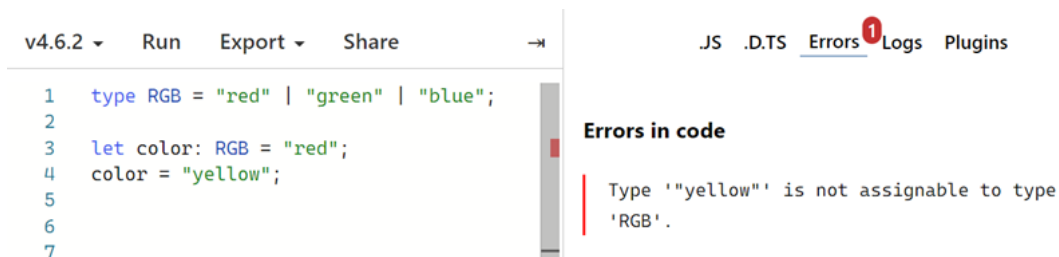 v4.6.2 Run Export Share
1 type RGB = "red" | "green" | "blue";
2
3 let color: RGB = "red";
4 color = "yellow";
5
6
7
.JS .D.TS Errors 1 Logs Plugins
Errors in code
Type '"yellow"' is not assignable to type
'RGB'.